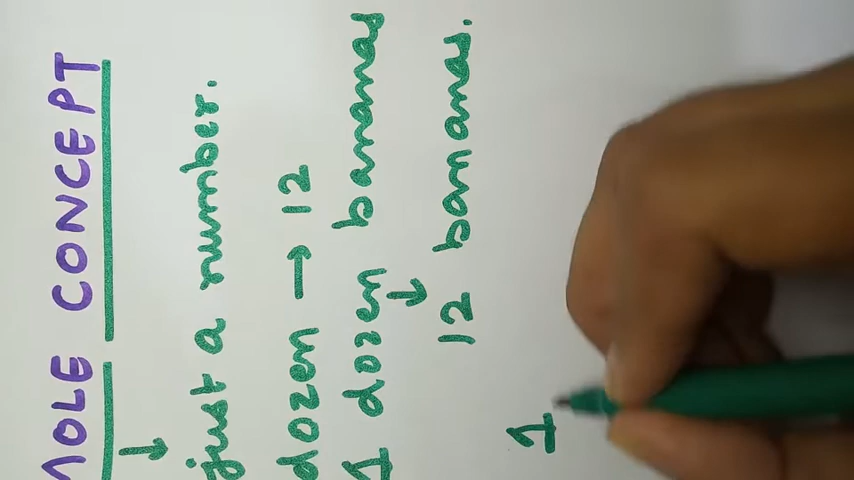 MOLE CONCEPT
↓
just a number.
dozen → 12
1 dozen bananas
↓
12 bananas.
1